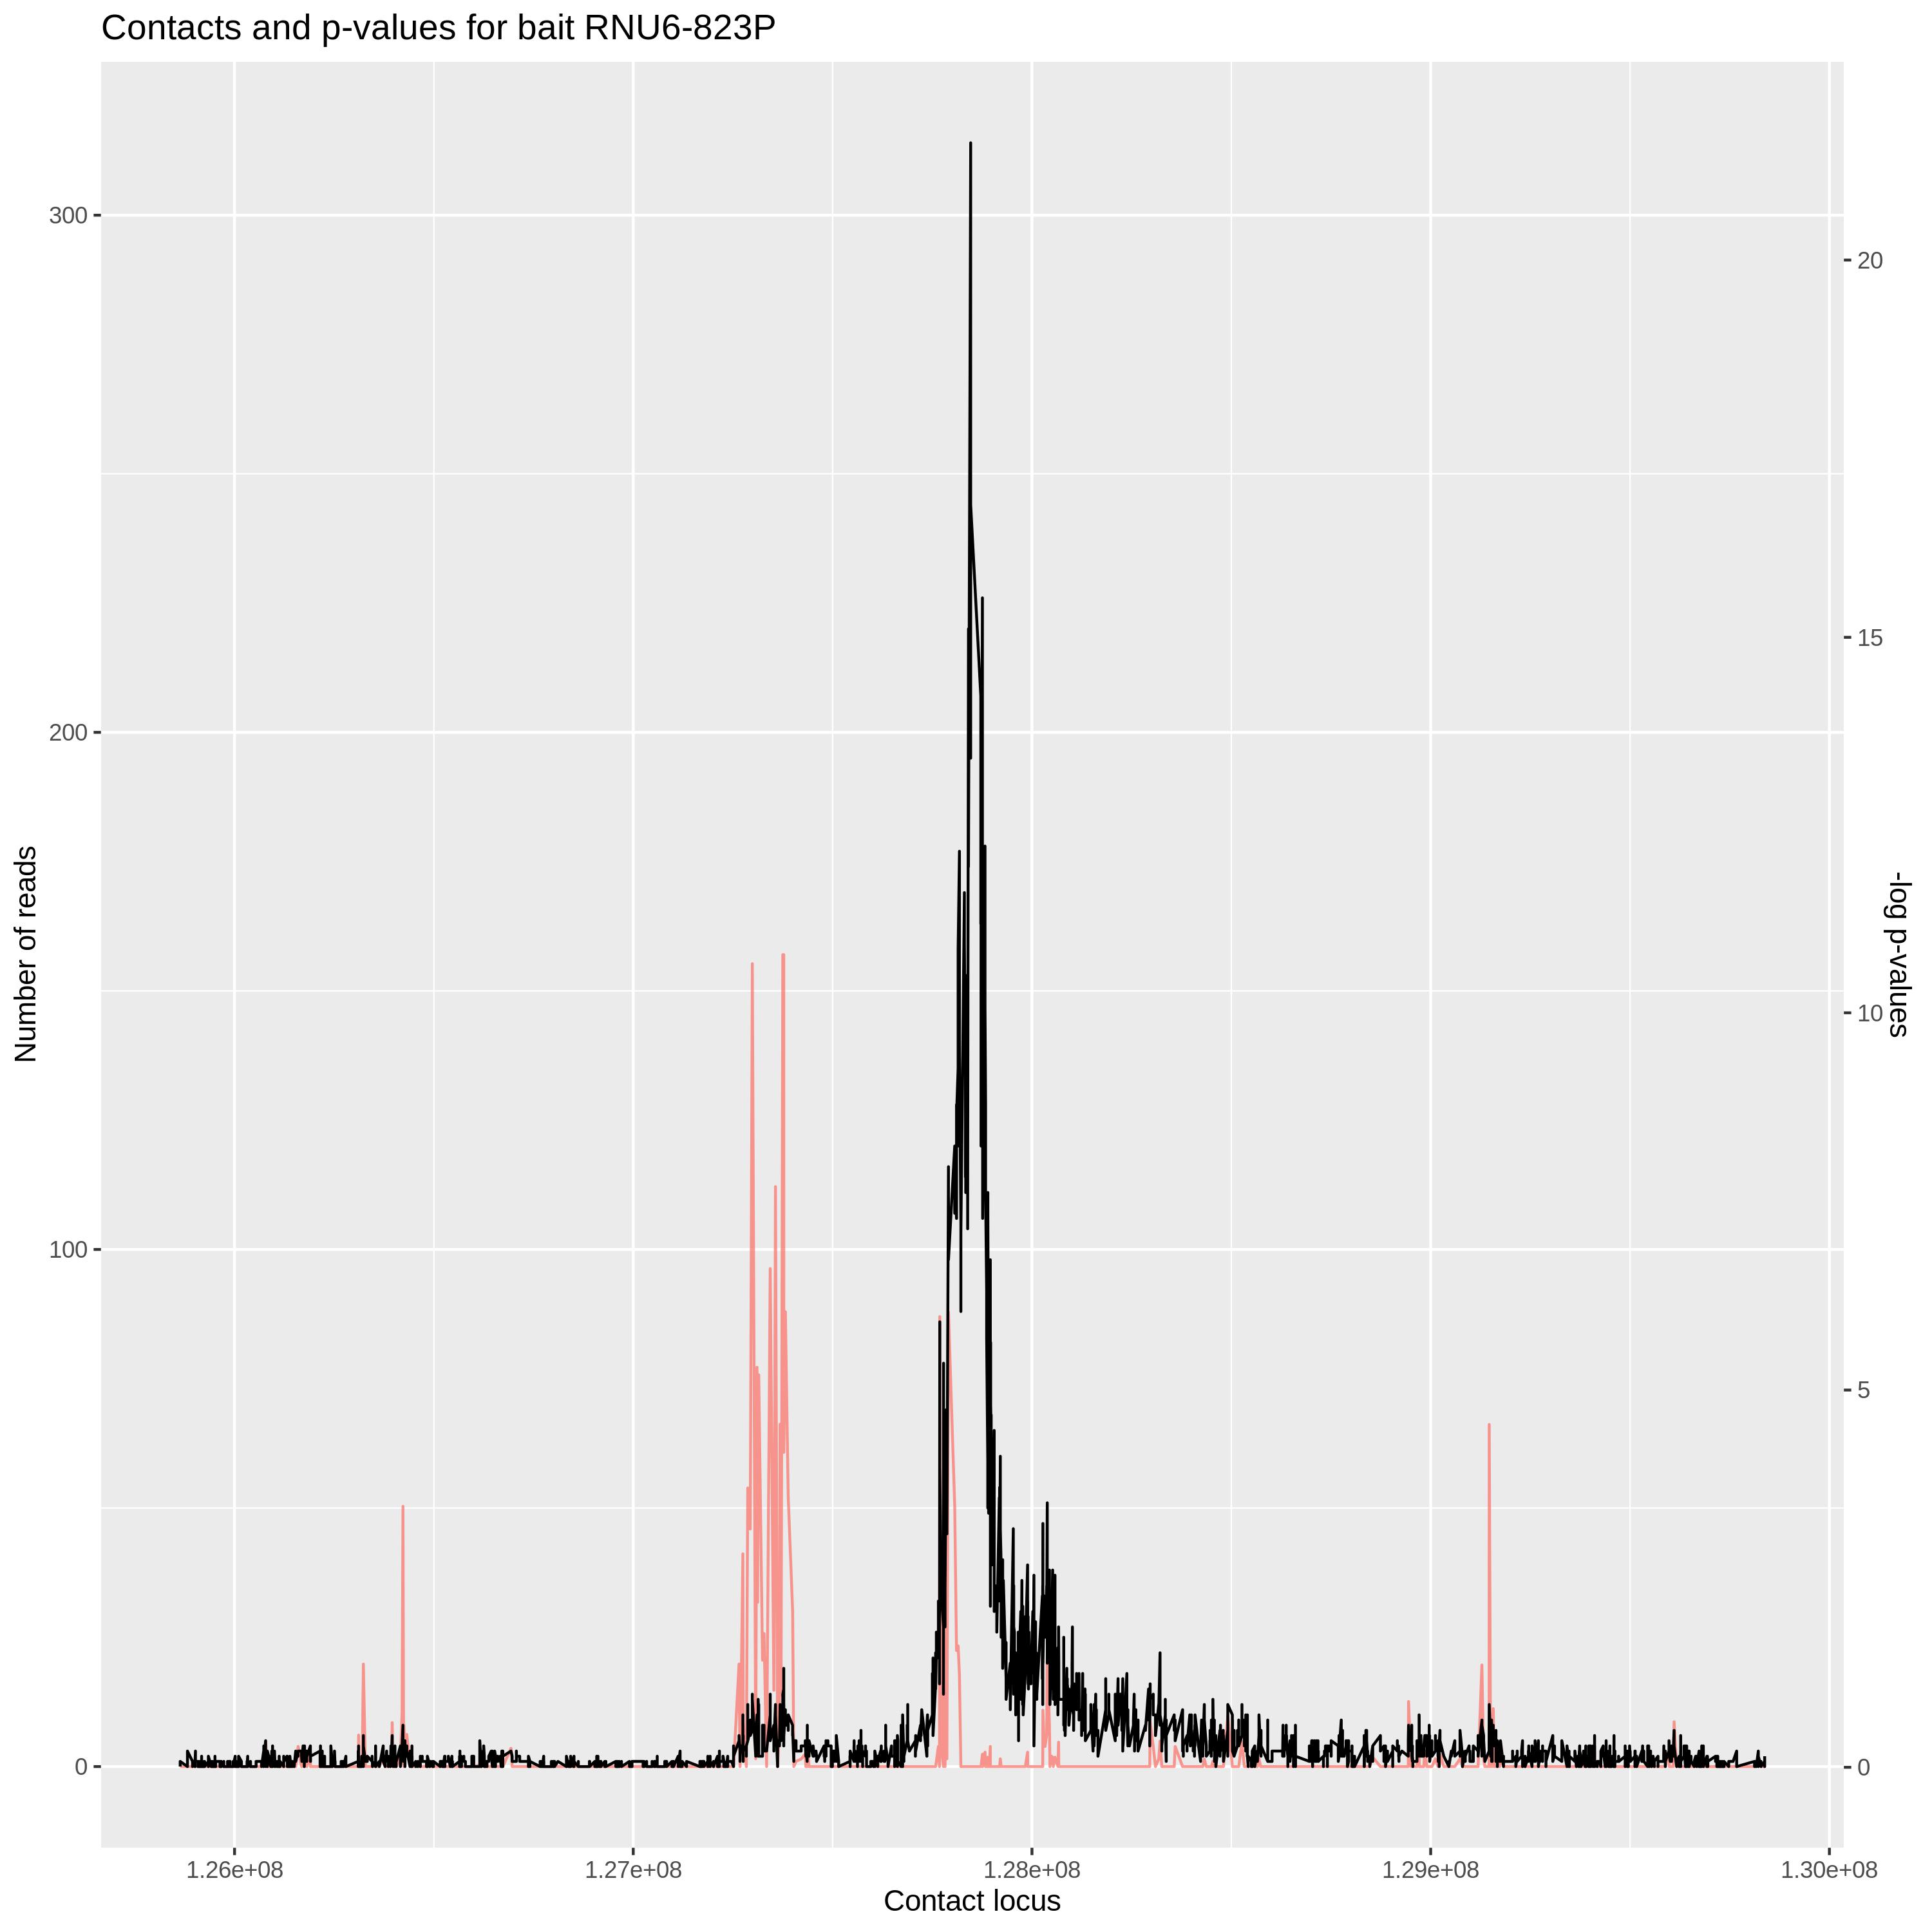 Contacts and p-values for bait RNU6-823P
300
200
100
0
Number of reads
20
15
10
5
0
-log p-values
1.26e+08
1.27e+08
1.28e+08
1.29e+08
1.30e+08
Contact locus